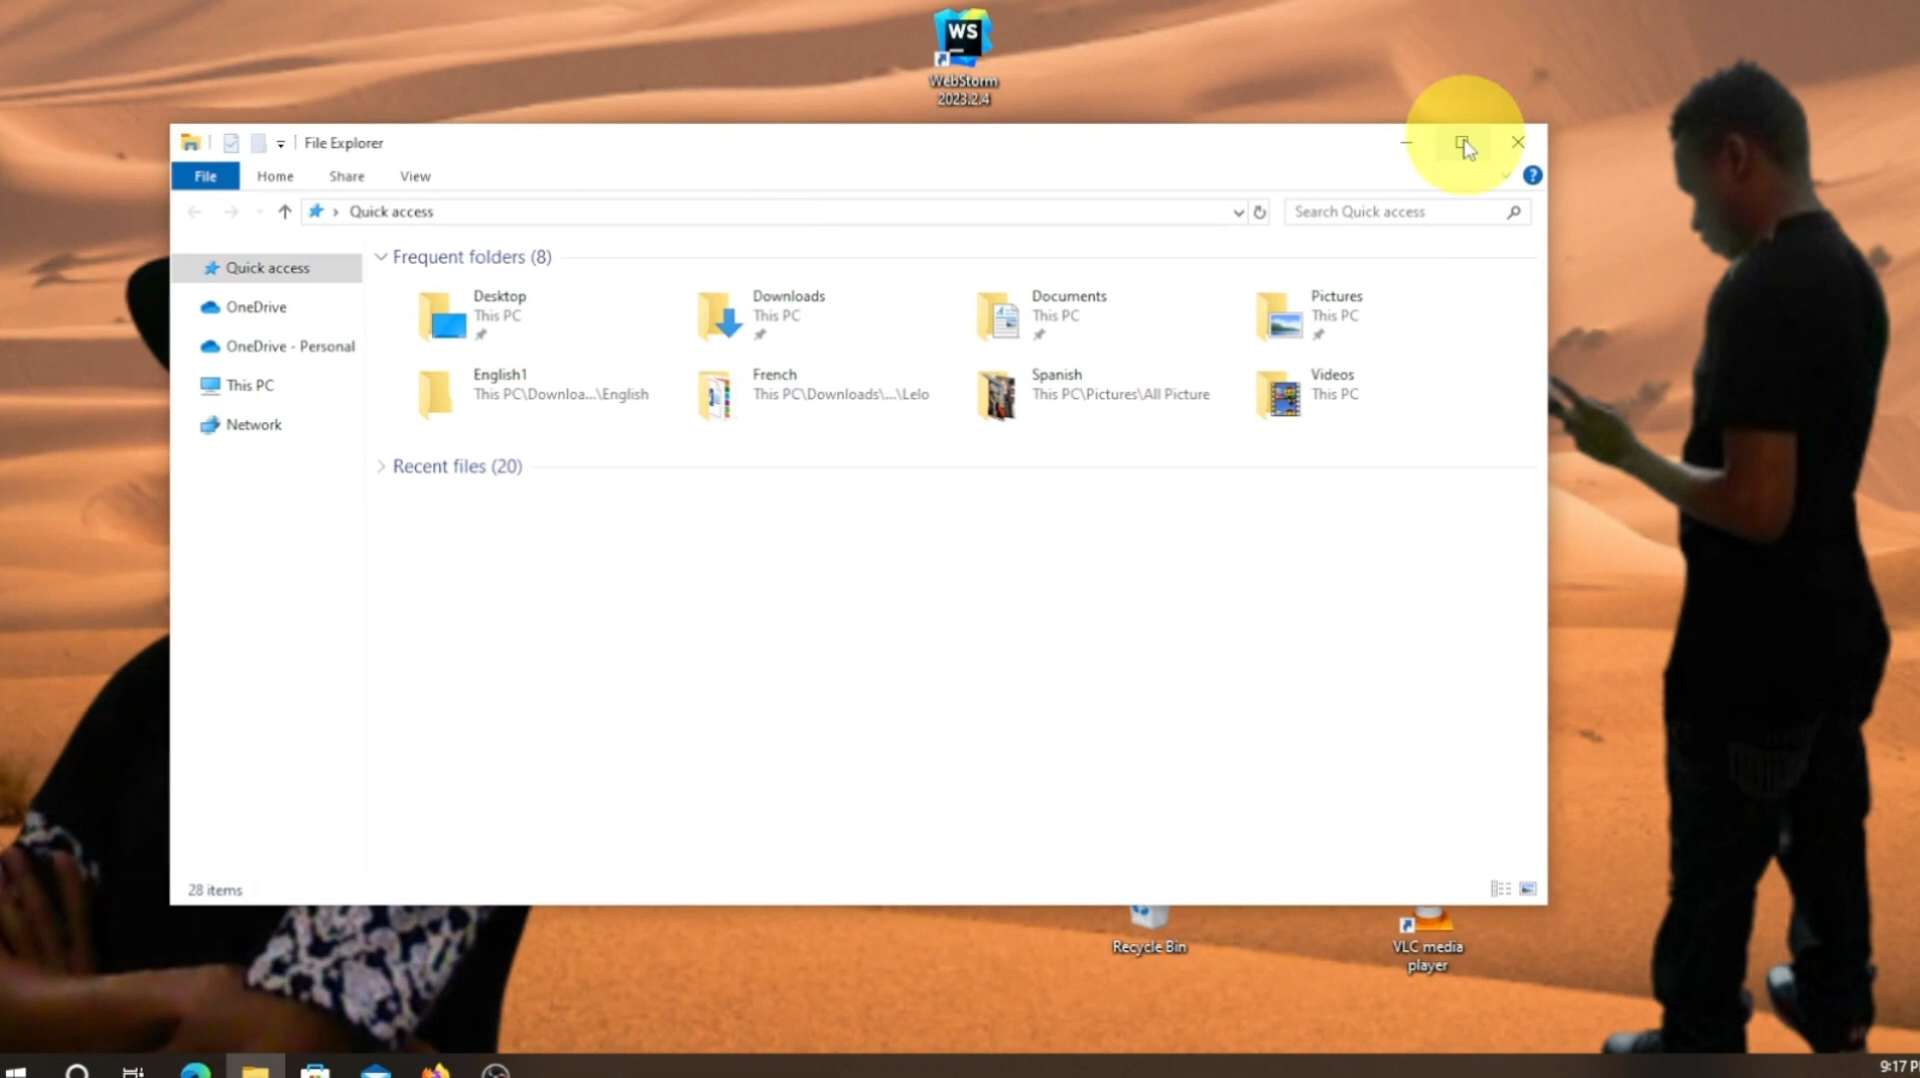 WS
WebStorm
2023.2.4
File Explorer
File Home Share View
Quick access
Search Quick access
Quick access
OneDrive
OneDrive - Personal
This PC
Network
Frequent folders (8)
Desktop
This PC
Downloads
This PC
Documents
This PC
Pictures
This PC
English1
This PC\Downloa...\English
French
This PC\Downloads\...\Lelo
Spanish
This PC\Pictures\All Picture
Videos
This PC
Recent files (20)
28 items
Recycle Bin
VLC media
player
9:17 P